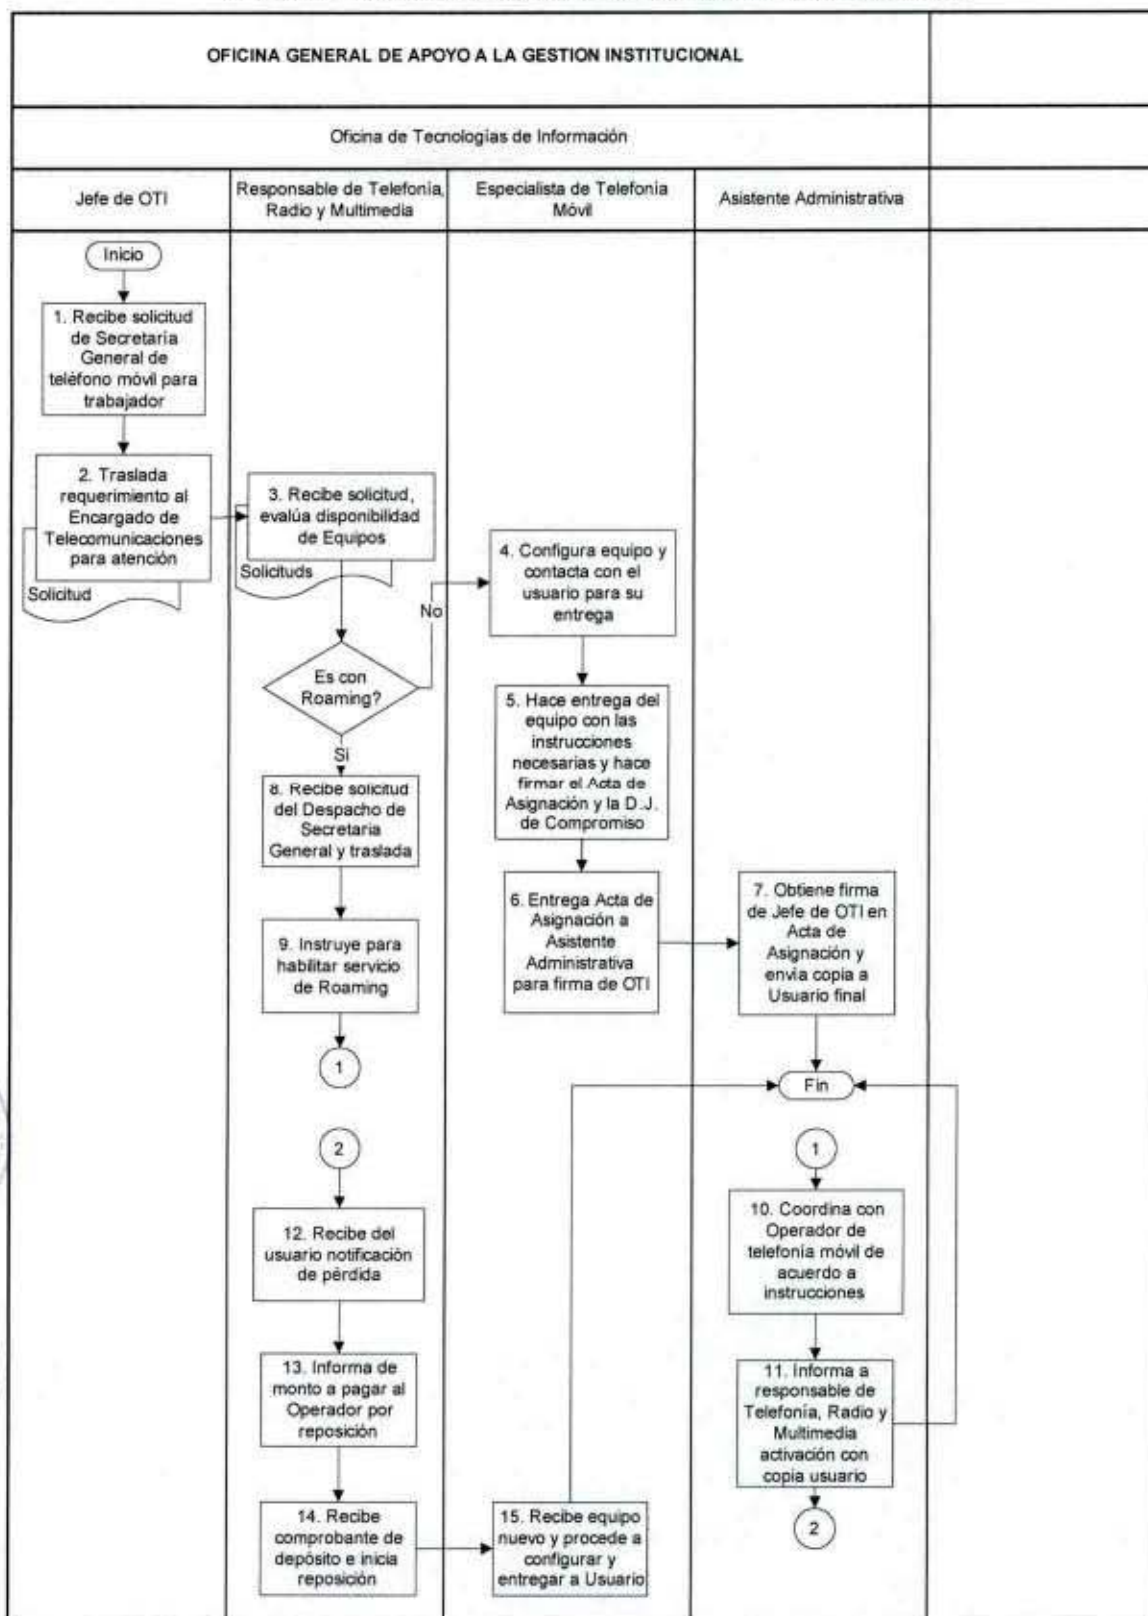 OFICINA GENERAL DE APOYO A LA GESTION INSTITUCIONAL
Oficina de Tecnologías de Información
Jefe de OTI
Responsable de Telefonía,
Radio y Multimedia
Especialista de Telefonía
Móvil
Asistente Administrativa
Inicio
1. Recibe solicitud
de Secretaría
General de
teléfono móvil para
trabajador
2. Traslada
requerimiento al
Encargado de
Telecomunicaciones
para atención
Solicitud
3. Recibe solicitud,
evalúa disponibilidad
de Equipos
Solicituds
No
Es con
Roaming?
Si
4. Configura equipo y
contacta con el
usuario para su
entrega
5. Hace entrega del
equipo con las
instrucciones
necesarias y hace
firmar el Acta de
Asignación y la D.J.
de Compromiso
8. Recibe solicitud
del Despacho de
Secretaria
General y traslada
6. Entrega Acta de
Asignación a
Asistente
Administrativa
para firma de OTI
7. Obtiene firma
de Jefe de OTI en
Acta de
Asignación y
envía copia a
Usuario final
9. Instruye para
habilitar servicio
de Roaming
1
Fin
2
1
12. Recibe del
usuario notificación
de pérdida
10. Coordina con
Operador de
telefonía móvil de
acuerdo a
instrucciones
13. Informa de
monto a pagar al
Operador por
reposición
11. Informa a
responsable de
Telefonía, Radio y
Multimedia
activación con
copia usuario
14. Recibe
comprobante de
depósito e inicia
reposición
15. Recibe equipo
nuevo y procede a
configurar y
entregar a Usuario
2